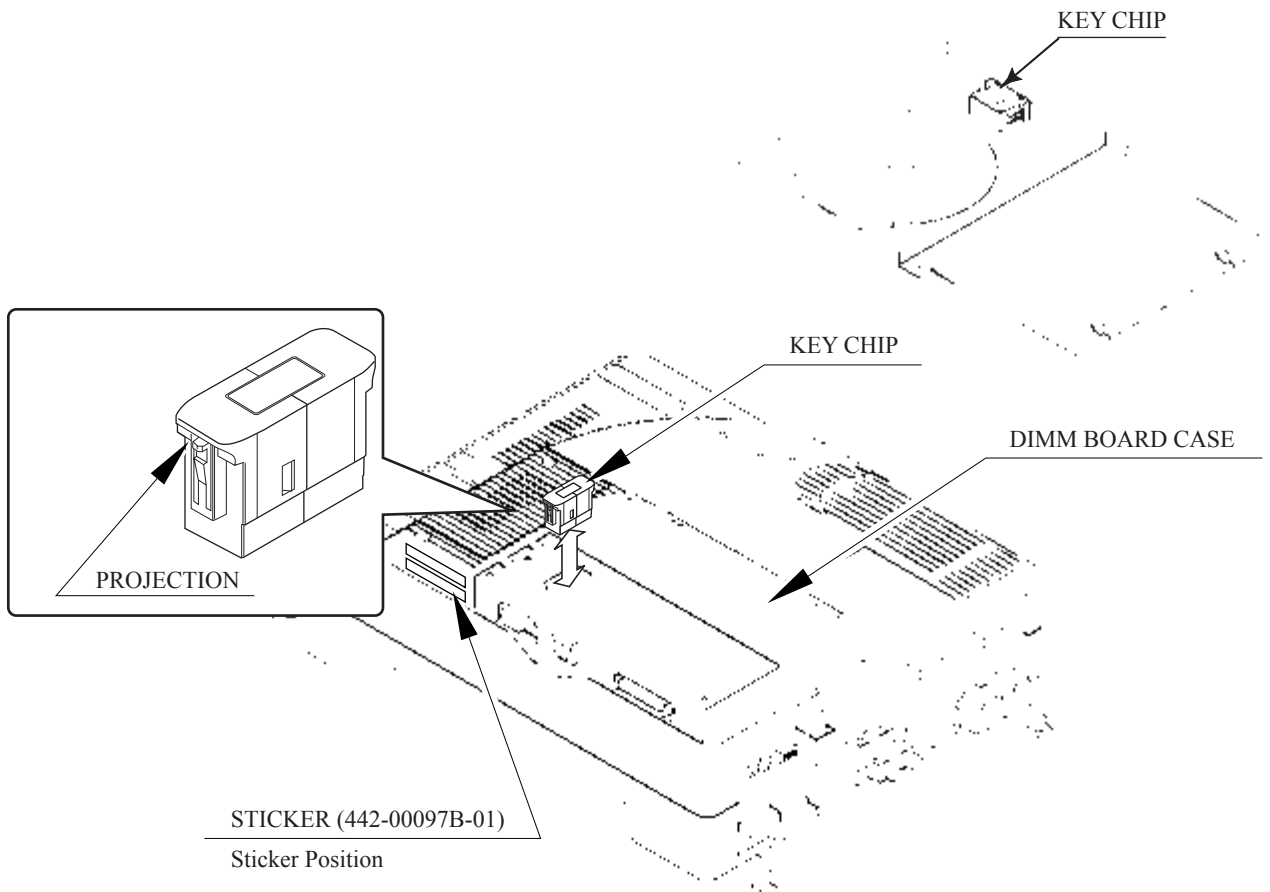 KEY CHIP
KEY CHIP
DIMM BOARD CASE
PROJECTION
STICKER (442-00097B-01)
Sticker Position